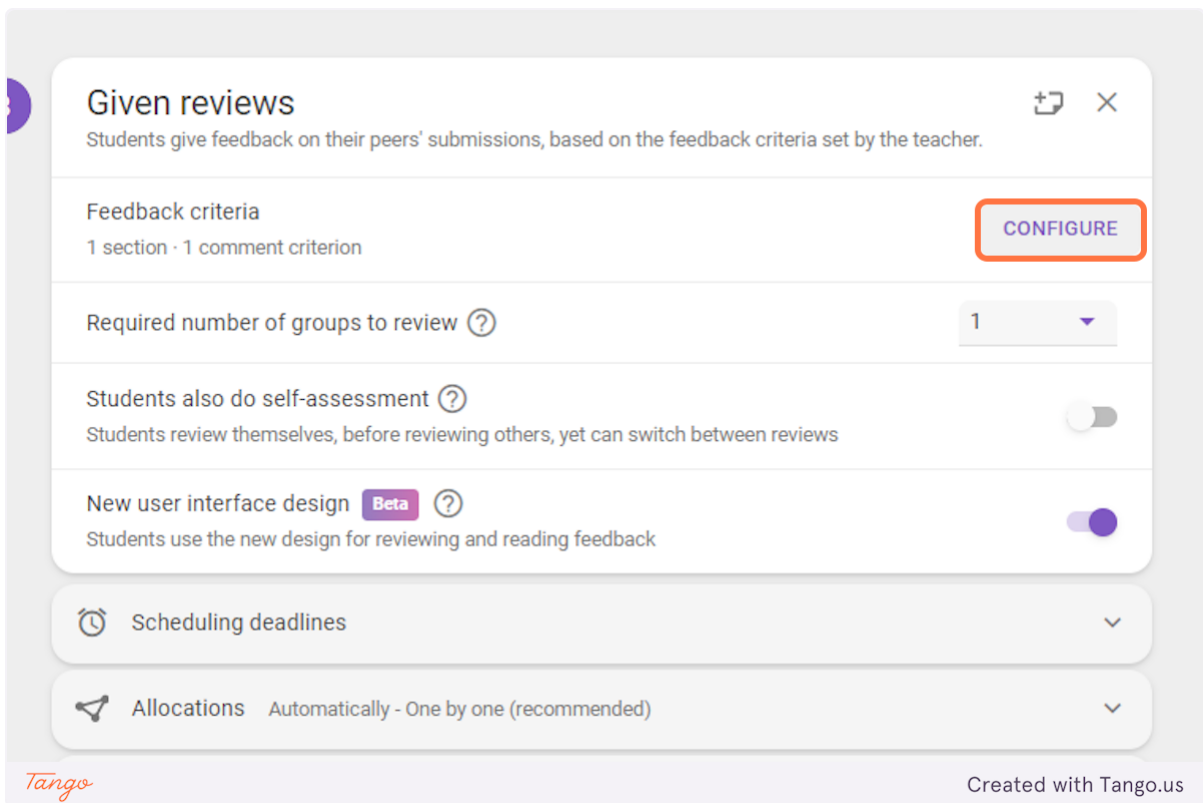 Given reviews
Students give feedback on their peers' submissions, based on the feedback criteria set by the teacher.
Feedback criteria
1 section · 1 comment criterion
CONFIGURE
Required number of groups to review ?
1
Students also do self-assessment ?
Students review themselves, before reviewing others, yet can switch between reviews
New user interface design Beta ?
Students use the new design for reviewing and reading feedback
Scheduling deadlines
Allocations Automatically - One by one (recommended)
Tango
Created with Tango.us